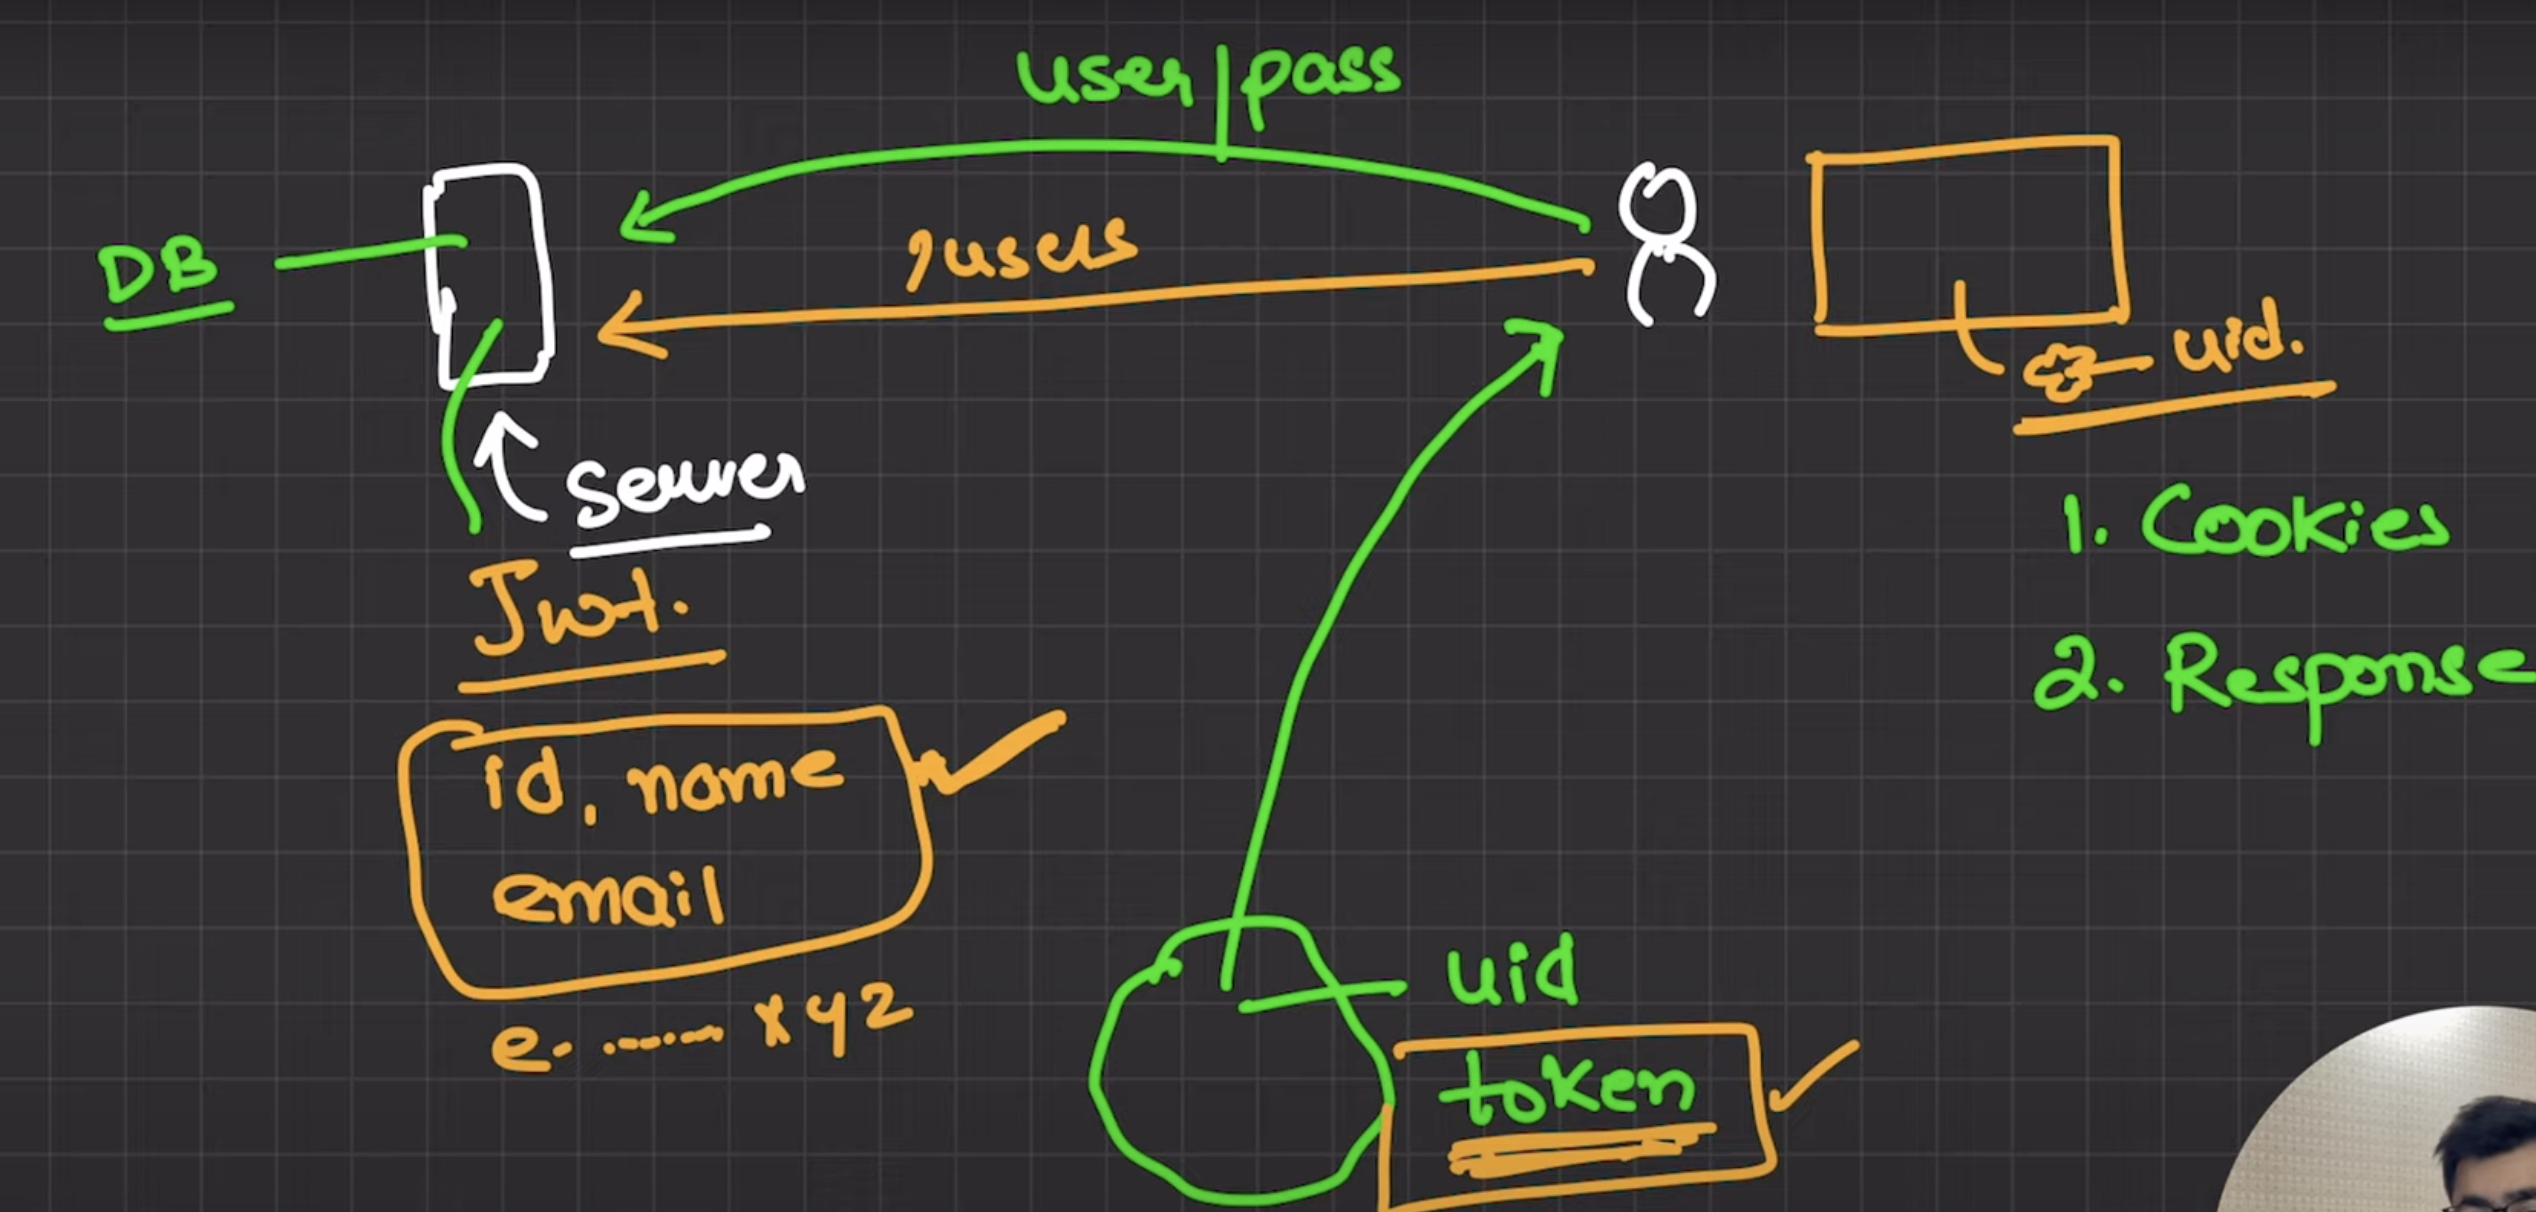 user/pass
DB
/users
uid.
Server
1. Cookies
Jwt.
2. Response
id, name
email
uid
e....... xyz
token